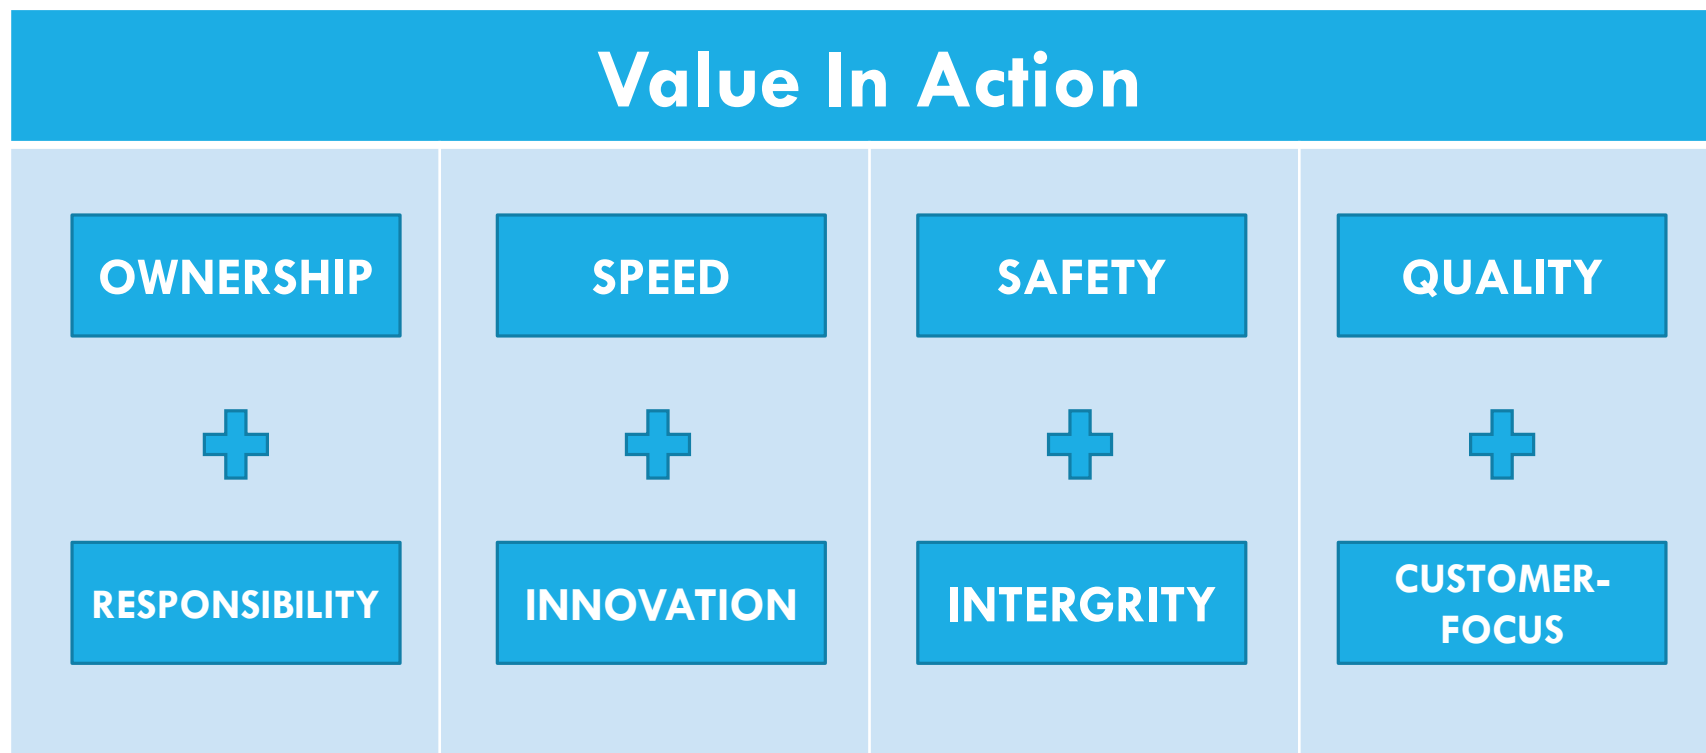 Value In Action
OWNERSHIP
SPEED
SAFETY
QUALITY
RESPONSIBILITY
INNOVATION
INTERGRITY
CUSTOMER-
FOCUS